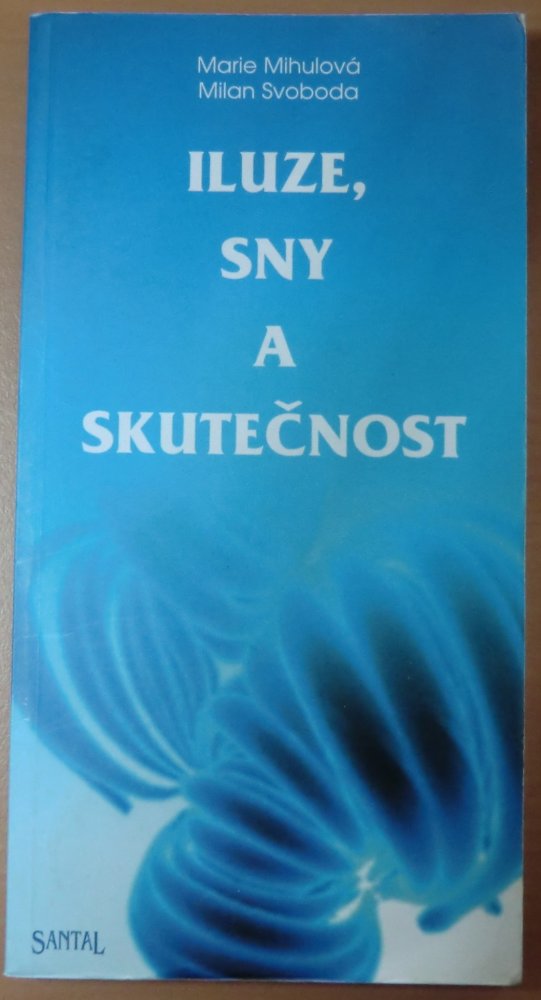 Marie Mihulová
Milan Svoboda
ILUZE,
SNY
A
SKUTEČNOST
SANTAL